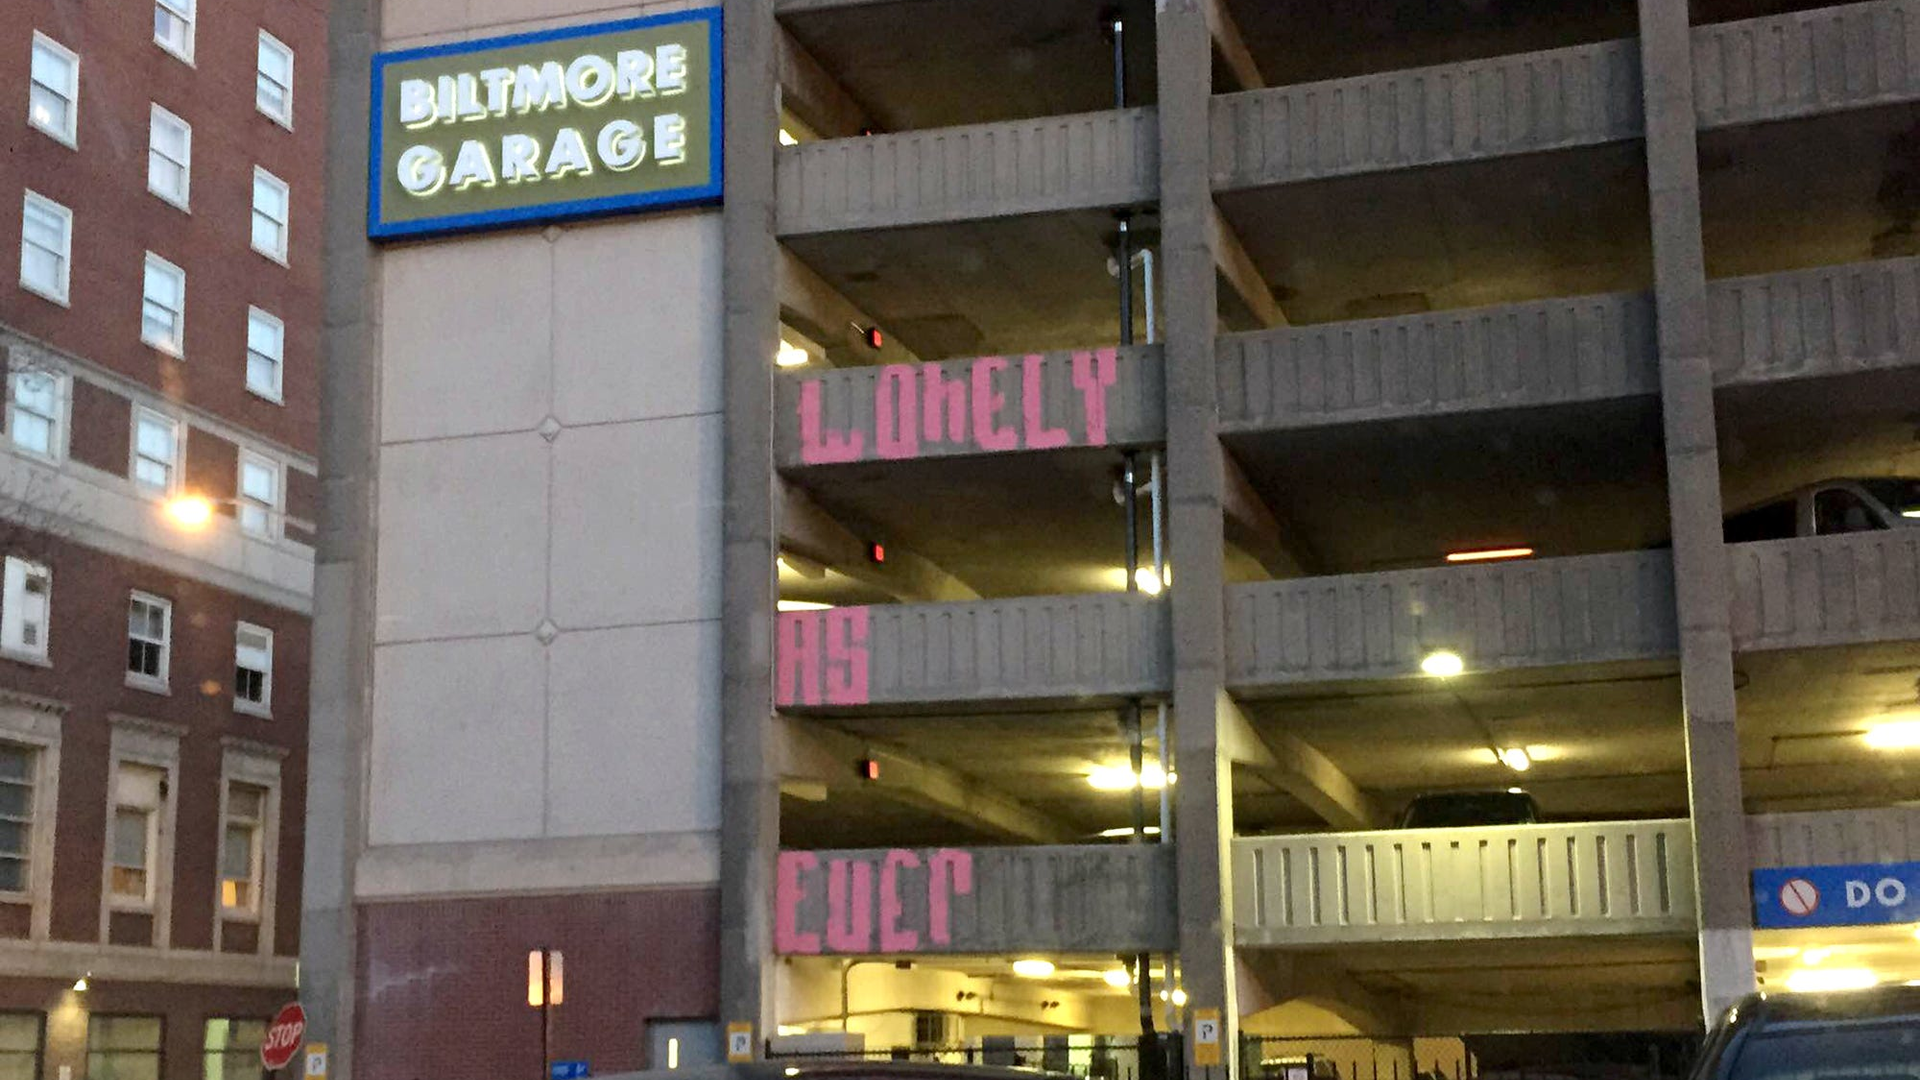 BILTMORE
GARAGE
LONELY
AS
EVER
DO
STOP
P
P
P